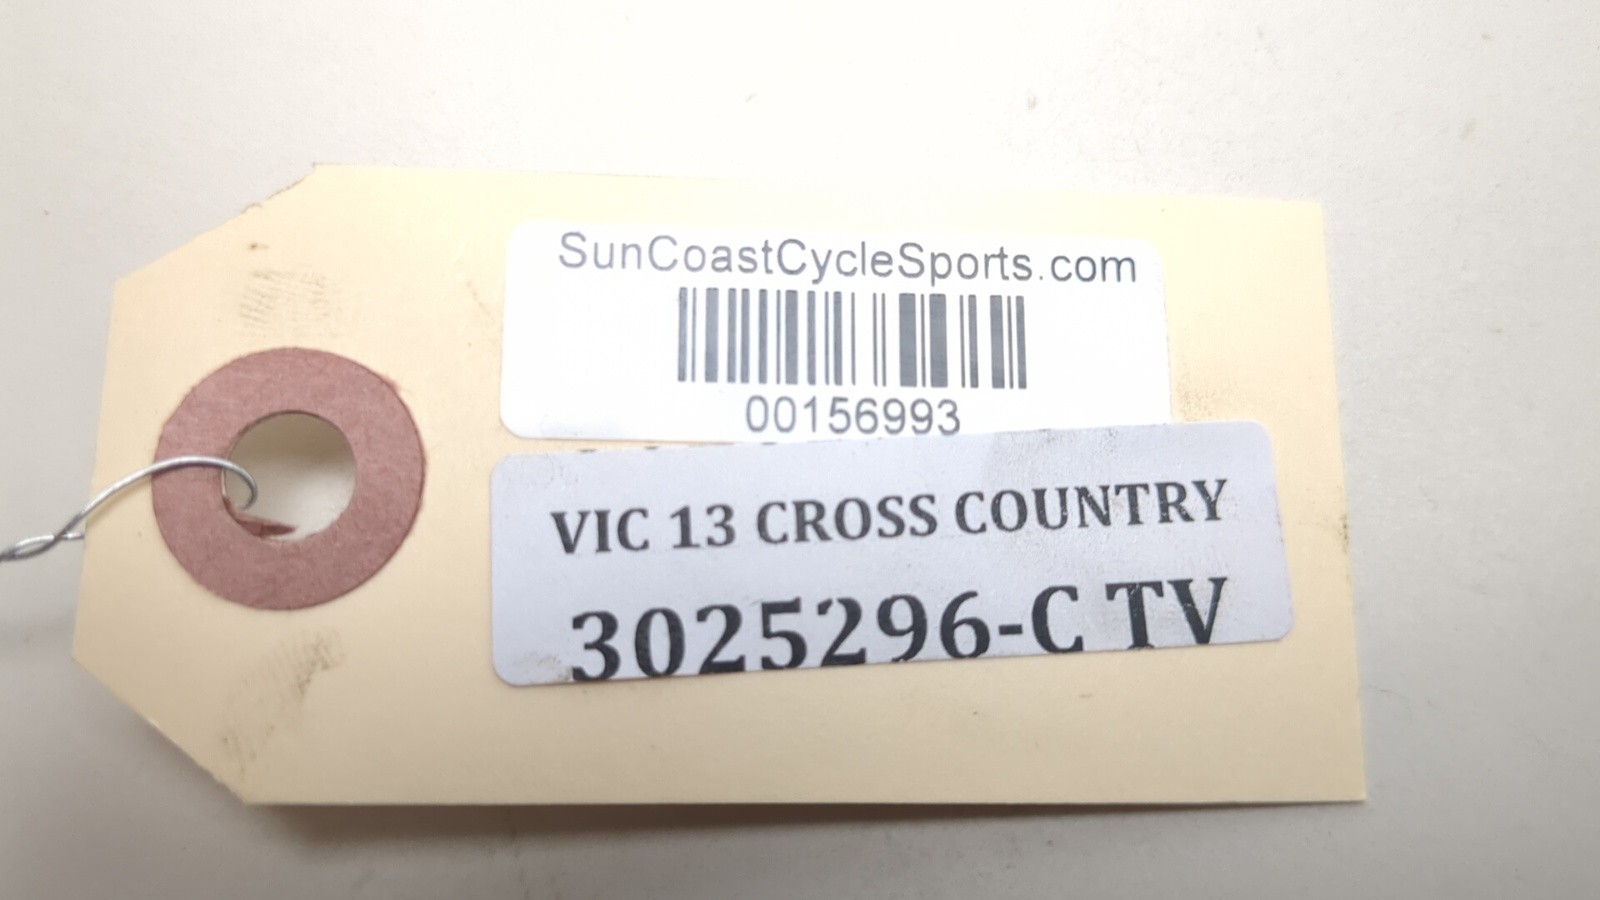 SunCoastCycleSports.com
00156993
VIC 13 CROSS COUNTRY
3025296-C TV